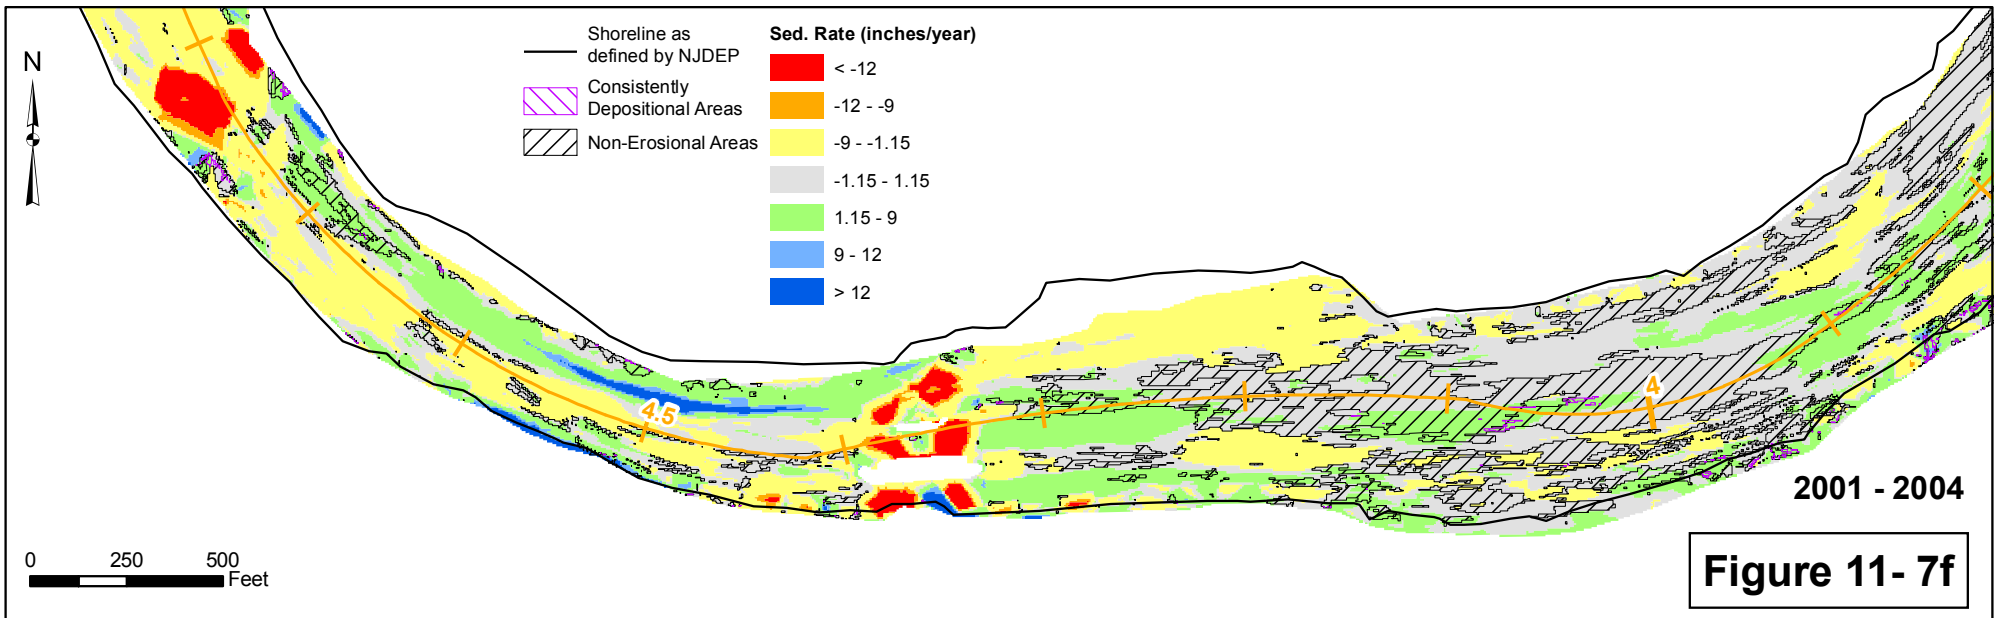 N
Shoreline as
defined by NJDEP
Consistently
Depositional Areas
Non-Erosional Areas
Sed. Rate (inches/year)
< -12
-12 - -9
-9 - -1.15
-1.15 - 1.15
1.15 - 9
9 - 12
> 12
4.5
4
2001 - 2004
0 250 500
Feet
Figure 11- 7f